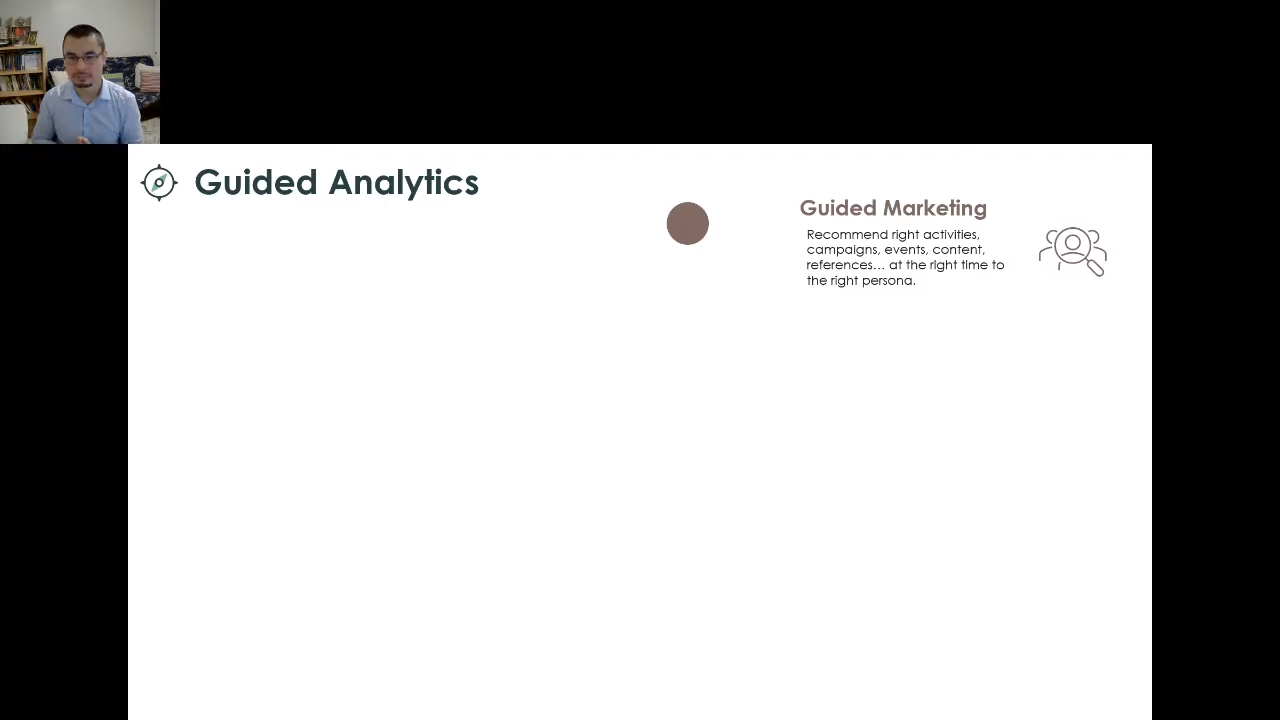 Guided Analytics
Guided Marketing
Recommend right activities,
campaigns, events, content,
references... at the right time to
the right persona.